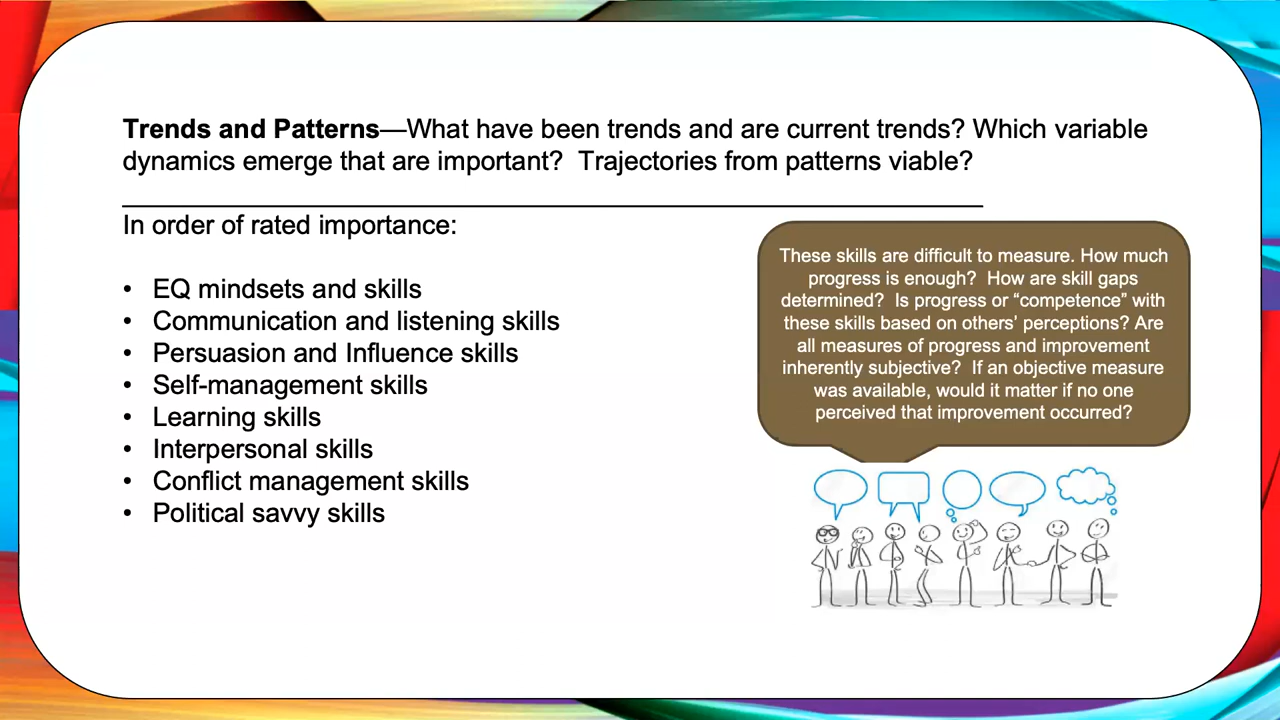 Trends and Patterns—What have been trends and are current trends? Which variable
dynamics emerge that are important?  Trajectories from patterns viable?
In order of rated importance:
• EQ mindsets and skills
• Communication and listening skills
• Persuasion and Influence skills
• Self-management skills
• Learning skills
• Interpersonal skills
• Conflict management skills
• Political savvy skills
These skills are difficult to measure. How much
progress is enough?  How are skill gaps
determined?  Is progress or “competence” with
these skills based on others’ perceptions? Are
all measures of progress and improvement
inherently subjective?  If an objective measure
was available, would it matter if no one
perceived that improvement occurred?